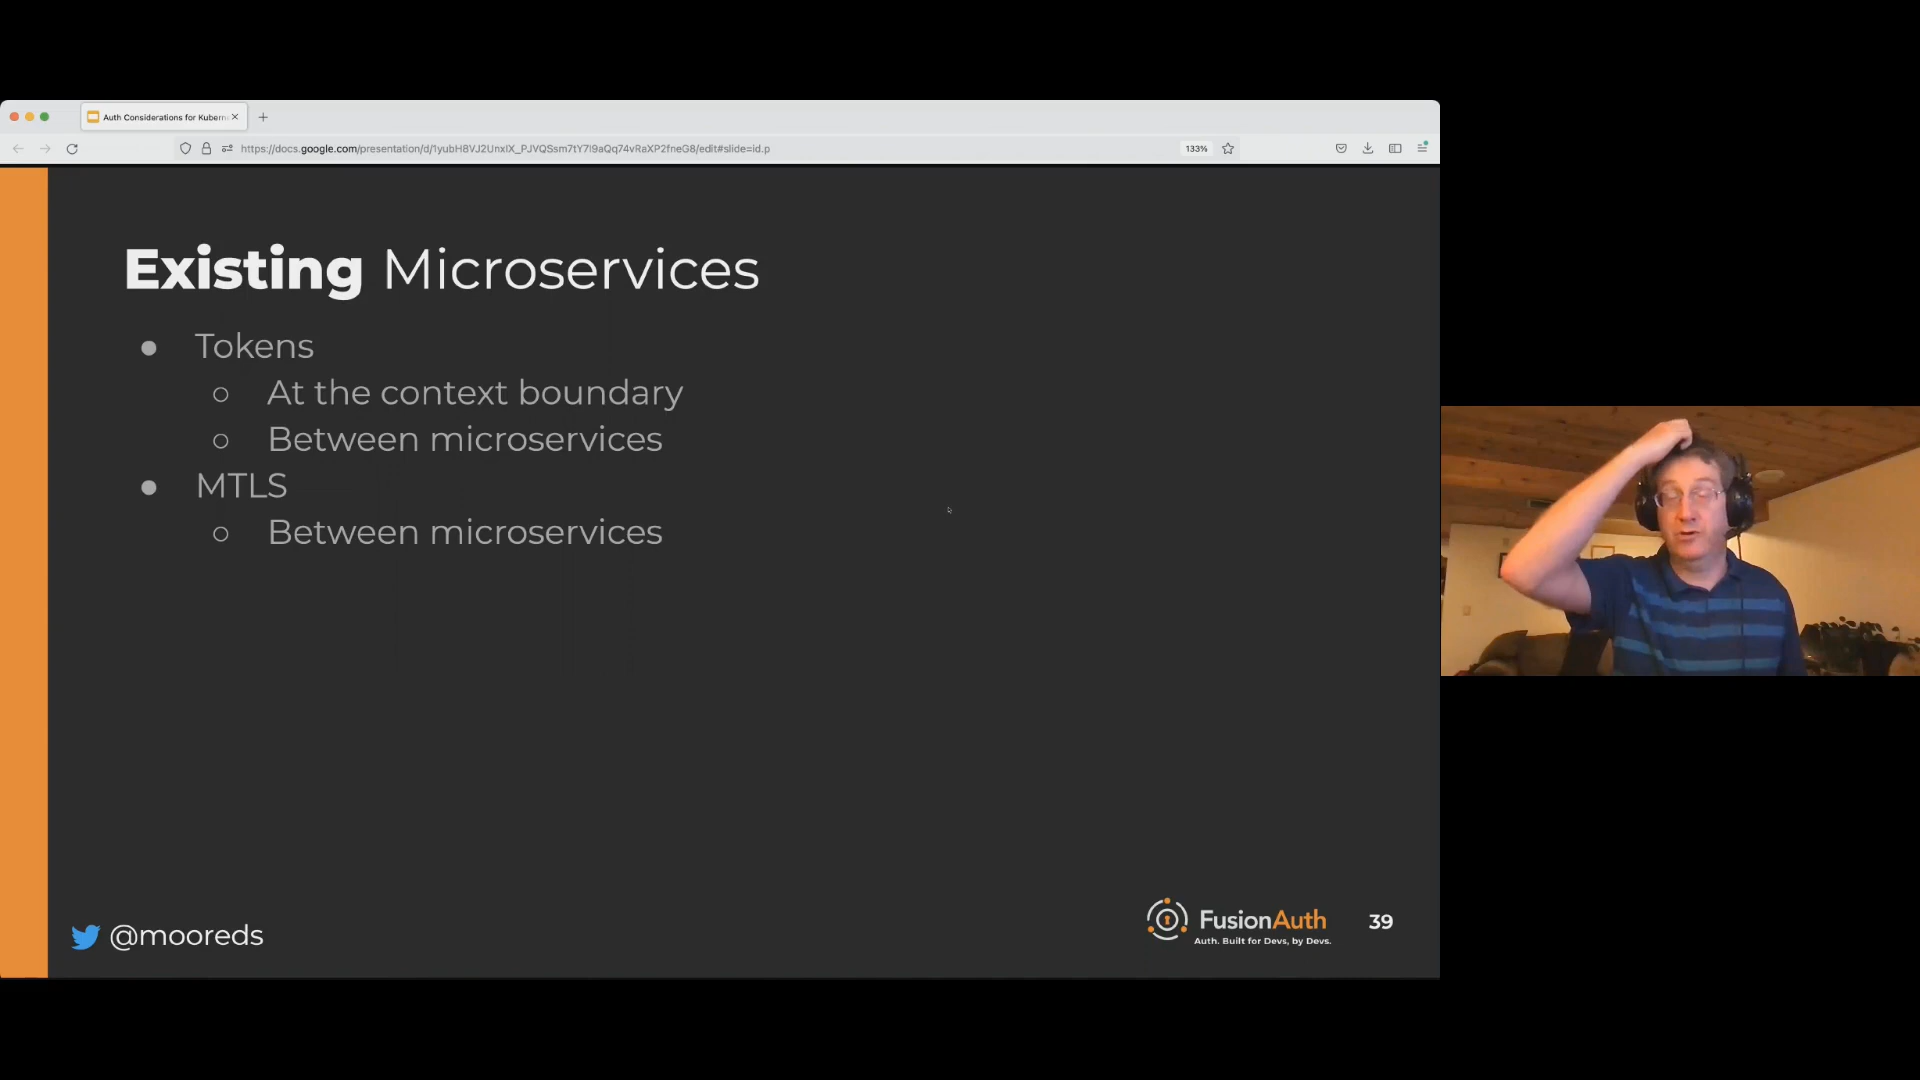 Auth Considerations for Kubern
https://docs.google.com/presentation/d/1yubH8VJ2UnxIX_PJVQSsm7tY7I9aQq74vRaXP2fneG8/edit#slide=id.p
133%
Existing Microservices
Tokens
At the context boundary
Between microservices
MTLS
Between microservices
@mooreds
FusionAuth
Auth. Built for Devs, by Devs.
39